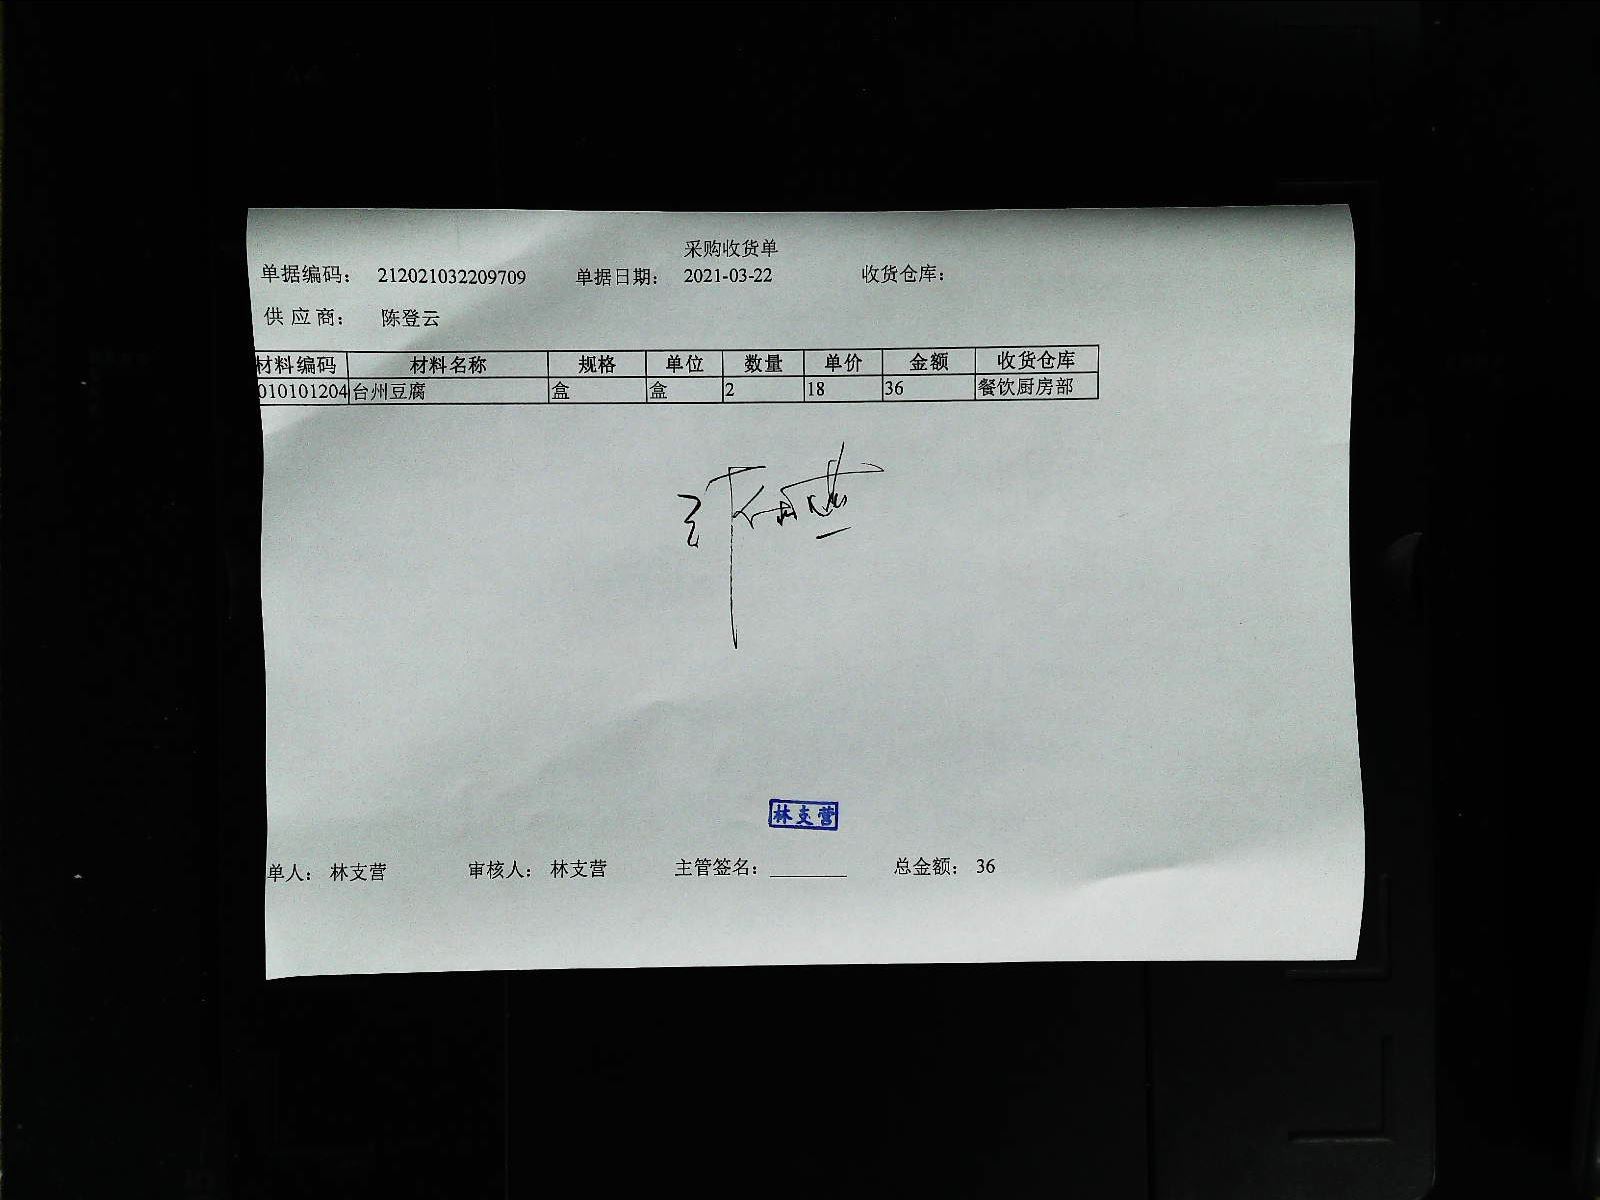 采购收货单
单据编码： 212021032209709 单据日期： 2021-03-22 收货仓库：
供 应 商： 陈登云
材料编码 材料名称 规格 单位 数量 单价 金额 收货仓库
010101204 台州豆腐 盒 盒 2 18 36 餐饮厨房部
林支营
单人： 林支营 审核人： 林支营 主管签名： 总金额： 36